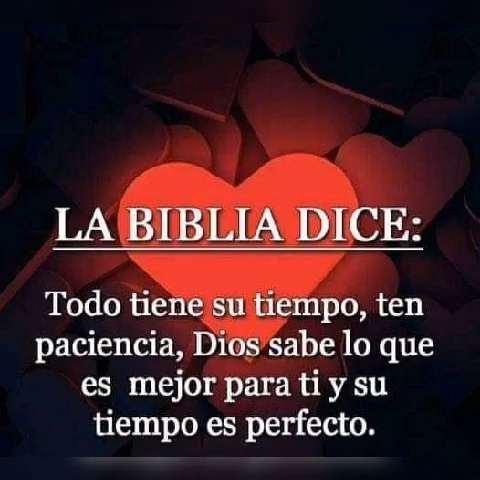 LA BIBLIA DICE:
Todo tiene su tiempo, ten
paciencia, Dios sabe lo que
es mejor para ti y su
tiempo es perfecto.